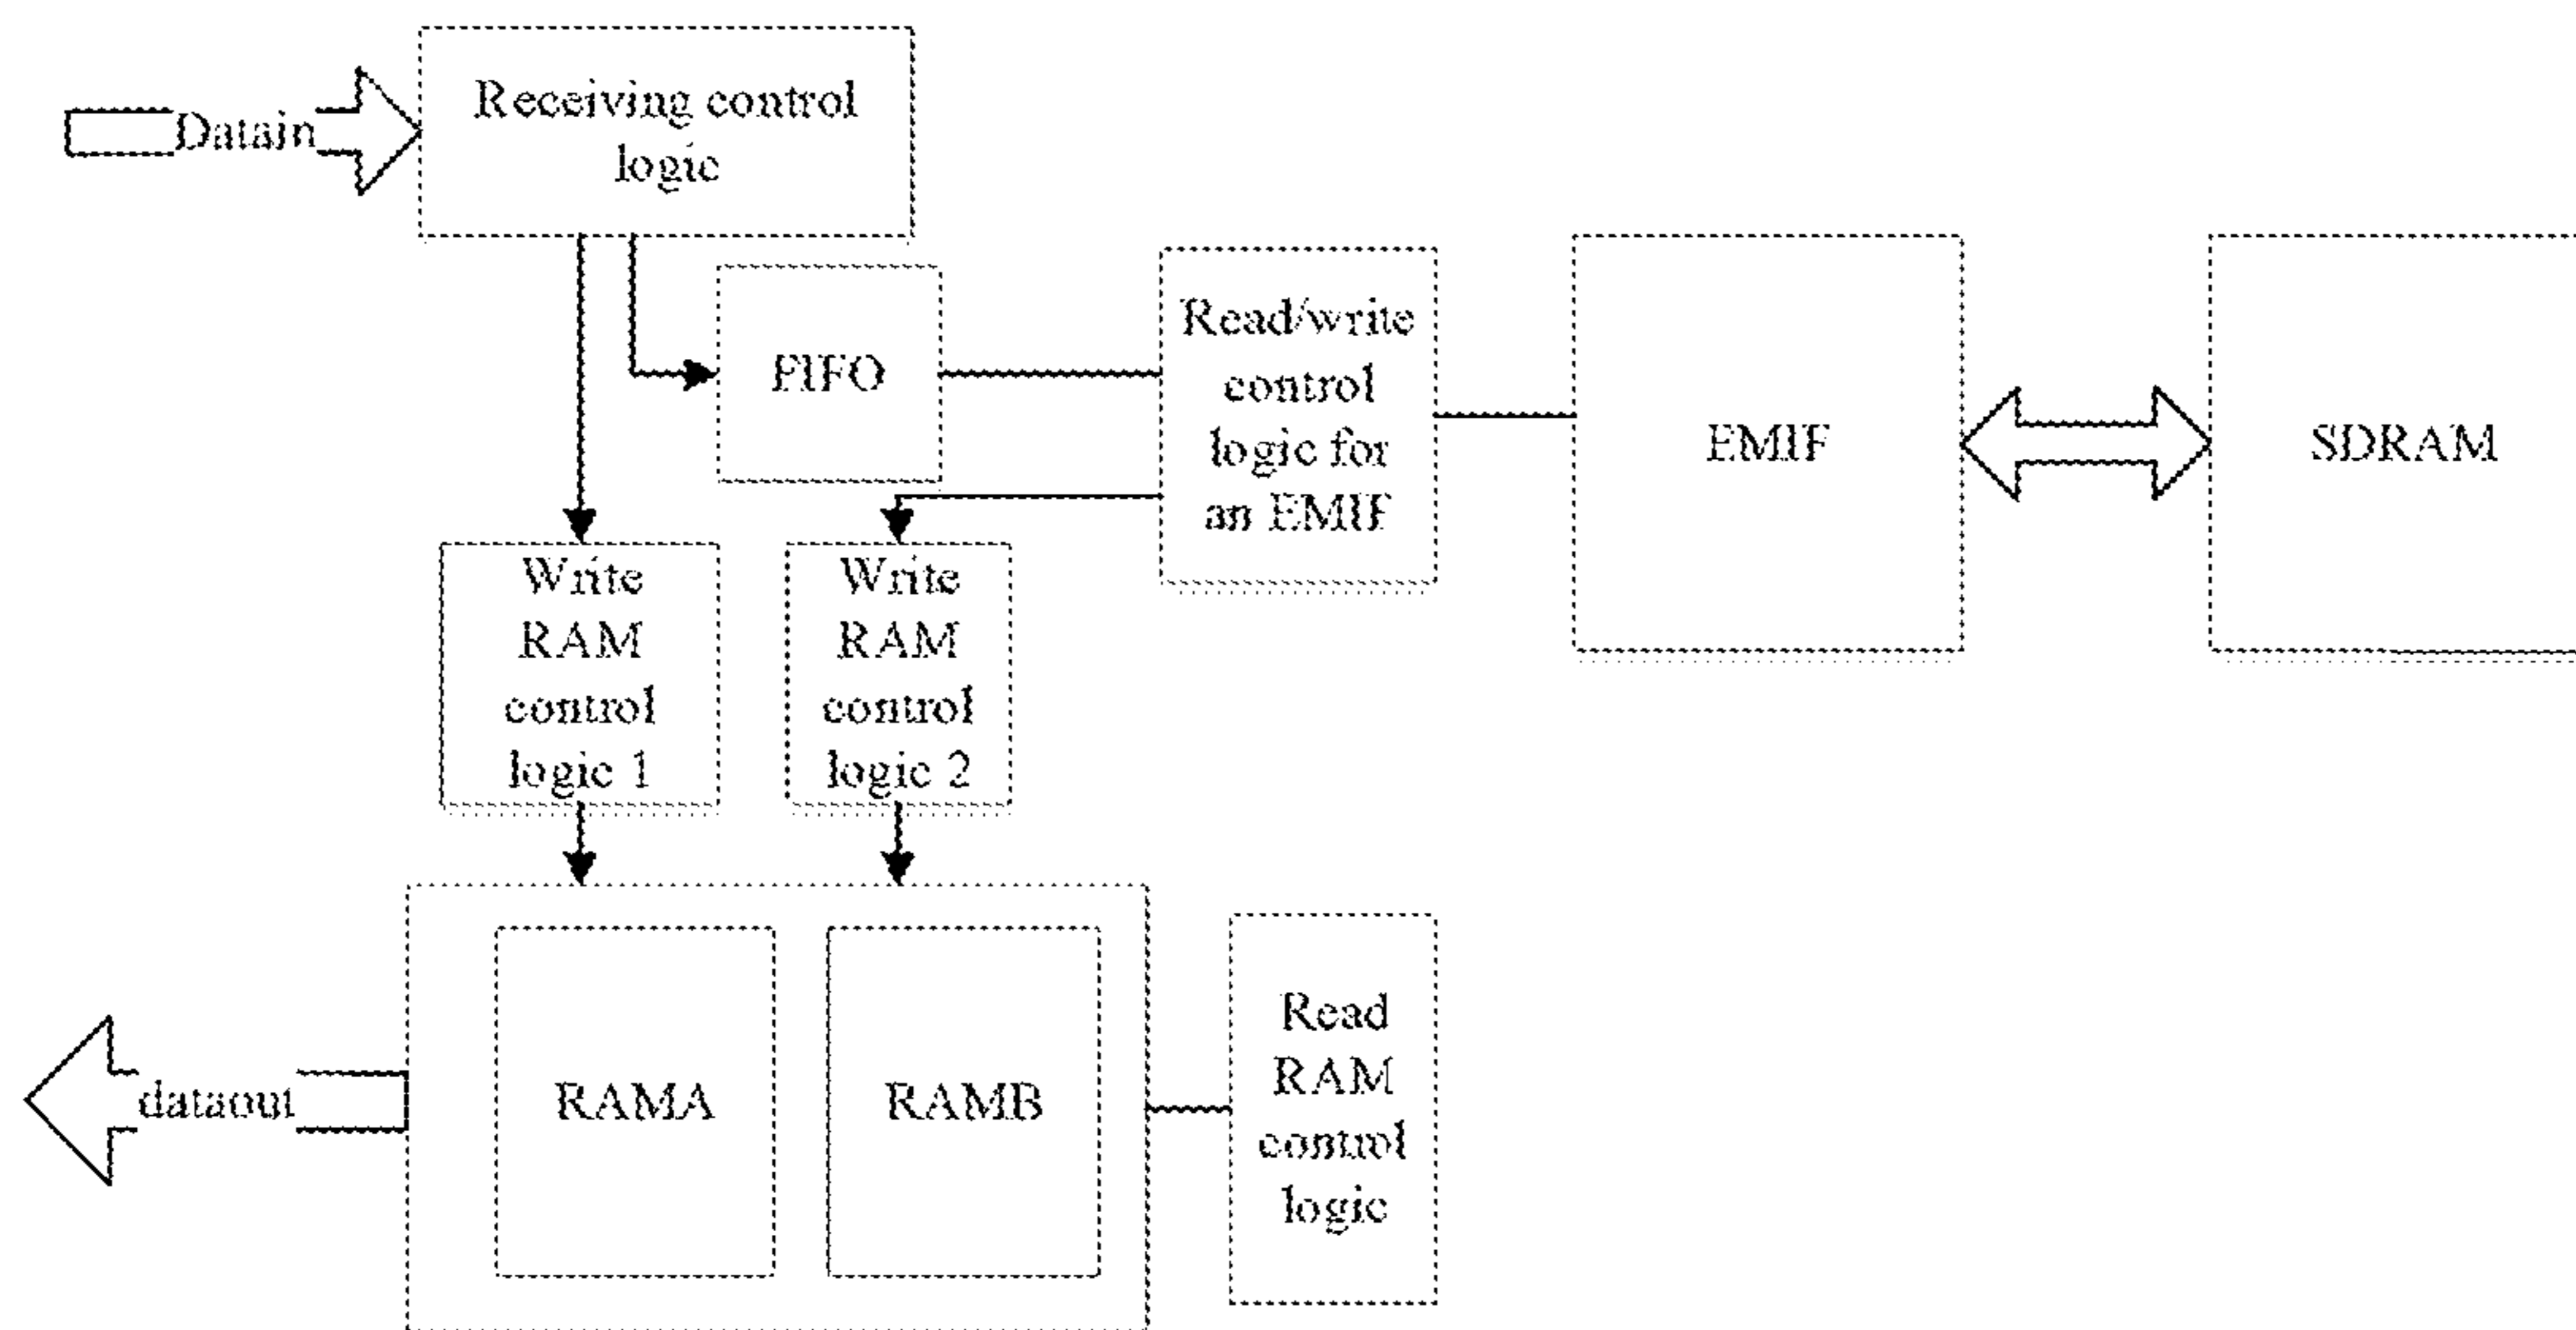 Datain
Receiving control
logic
FIFO
Read/write
control
logic for
an EMIF
EMIF
SDRAM
Write
RAM
control
logic 1
Write
RAM
control
logic 2
dataout
RAMA
RAMB
Read
RAM
control
logic